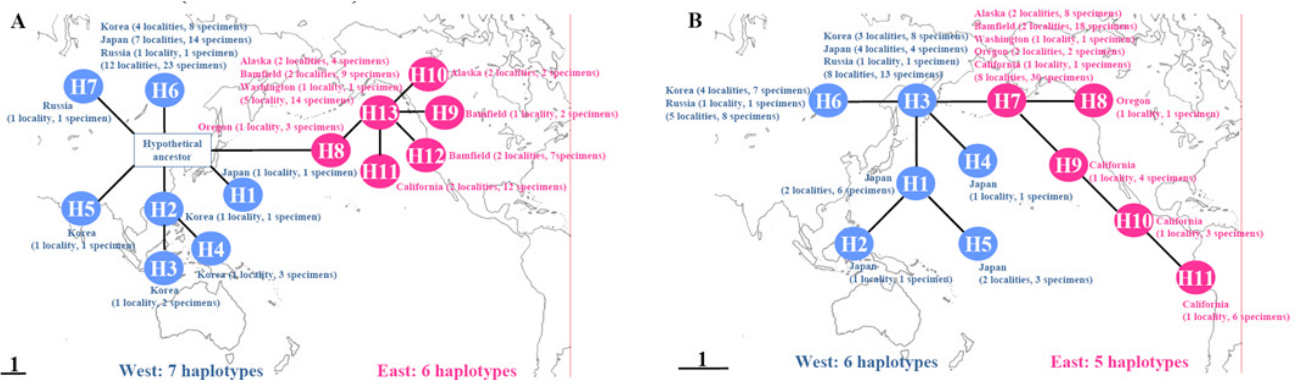 A
Korea (4 localities, 8 specimens)
Japan (7 localities, 14 specimens)
Russia (1 locality, 1 specimen)
(12 localities, 23 specimens)
H7
H6
Russia
(1 locality, 1 specimen)
Hypothetical
ancestor
H5
Korea
(1 locality, 1 specimen)
H2
Korea (1 locality, 1 specimen)
Japan (1 locality, 1 specimen)
H1
H4
Korea (1 locality, 3 specimens)
H3
Korea
(1 locality, 2 specimens)
Alaska (2 localities, 4 specimens)
Bamfield (2 localities, 9 specimens)
Washington (1 locality, 1 specimen)
(5 locality, 14 specimens)
H10
Alaska (2 localities, 2 specimens)
H13
H9
Bamfield (1 locality, 2 specimens)
Oregon (1 locality, 3 specimens)
H8
H12
Bamfield (2 localities, 7specimens)
H11
California (2 localities, 12 specimens)
1
West: 7 haplotypes
East: 6 haplotypes
B
Korea (3 localities, 8 specimens)
Japan (4 localities, 4 specimens)
Russia (1 locality, 1 specimen)
8 localities, 13 specimens)
Alaska (2 localities, 8 specimens)
Bamfield (2 localities, 18 specimens)
Washington (1 locality, 1 specimen)
Oregon (2 localities, 2 specimens)
California (1 locality, 1 specimens)
(8 localities, 30 specimens)
Korea (4 localities, 7 specimens)
Russia (1 locality, 1 specimens)
(5 localities, 8 specimens)
H6
H3
H7
H8
Oregon
(1 locality, 1 specimen)
H4
Japan
(1 locality, 1 specimen)
H9
California
(1 locality, 4 specimens)
Japan
(2 localities, 6 specimens)
H1
H10
California
(1 locality, 3 specimens)
H2
Japan
(1 locality, 1 specimen)
H5
Japan
(2 localities, 3 specimens)
H11
California
(1 locality, 6 specimens)
1
West: 6 haplotypes
East: 5 haplotypes